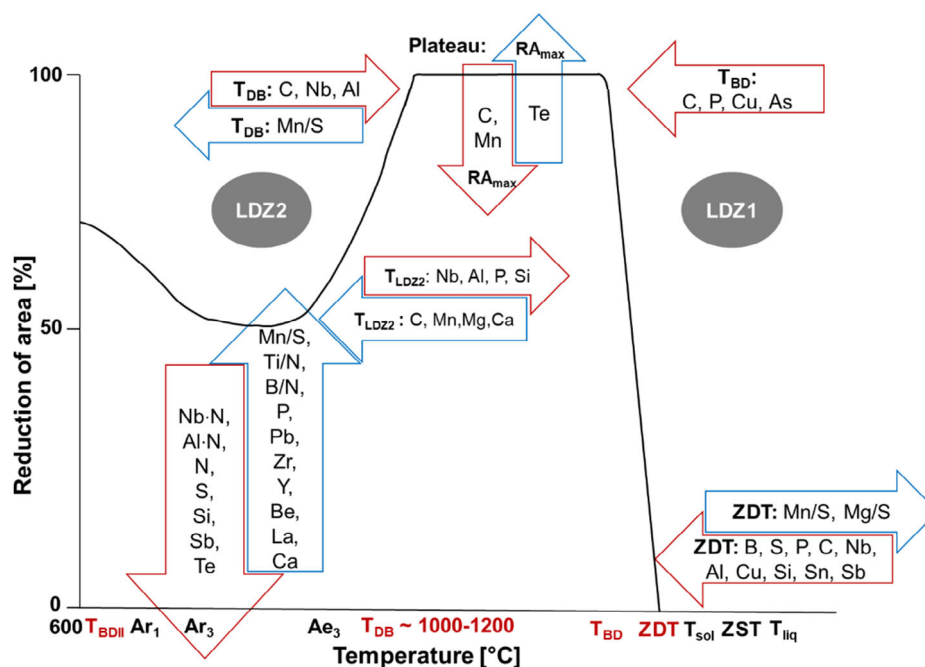 Plateau:
RAmax
100
TDB: C, Nb, Al
TDB: Mn/S
C,
Mn
RAmax
Te
TBD:
C, P, Cu, As
LDZ2
LDZ1
Reduction of area [%]
TLDZ2: Nb, Al, P, Si
TLDZ2 : C, Mn,Mg,Ca
50
Mn/S,
Ti/N,
B/N,
P,
Pb,
Zr,
Y,
Be,
La,
Ca
Nb·N,
Al·N,
N,
S,
Si,
Sb,
Te
ZDT: Mn/S, Mg/S
ZDT: B, S, P, C, Nb,
Al, Cu, Si, Sn, Sb
0
600 TBDII Ar1 Ar3 Ae3 TDB ~ 1000-1200 TBD ZDT Tsol ZST Tliq
Temperature [°C]